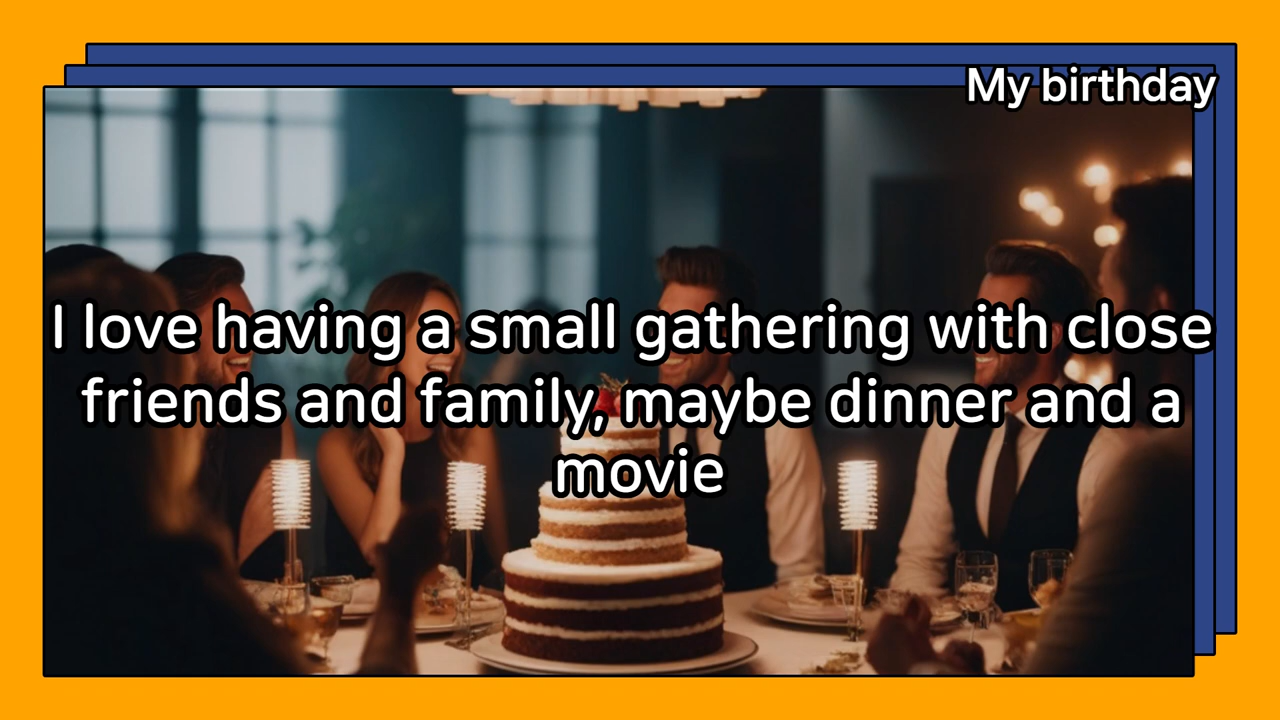 My birthday
I love having a small gathering with close
friends and family, maybe dinner and a
movie